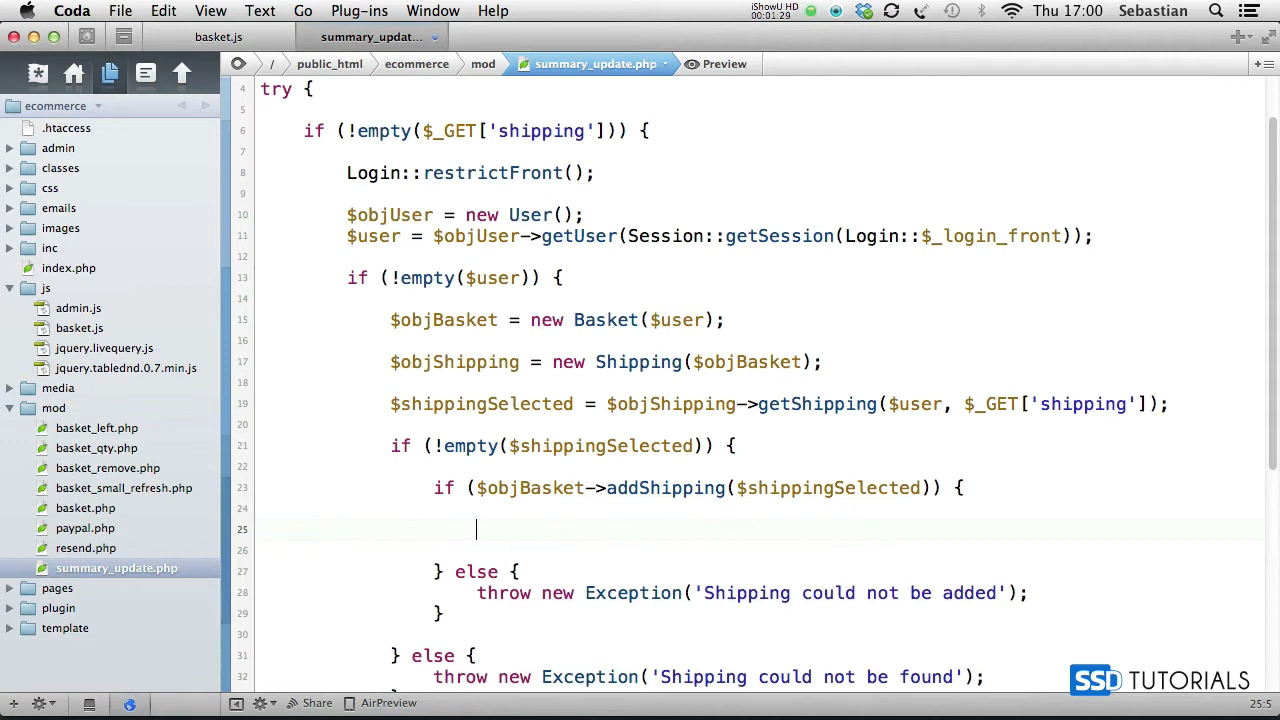 Coda File Edit View Text Go Plug-ins Window Help
iShowU HD
00:01:29
Thu 17:00 Sebastian
basket.js
summary_updat...
/ public_html ecommerce mod summary_update.php Preview
ecommerce
.htaccess
admin
classes
css
emails
images
inc
index.php
js
admin.js
basket.js
jquery.livequery.js
jquery.tablednd.0.7.min.js
media
mod
basket_left.php
basket_qty.php
basket_remove.php
basket_small_refresh.php
basket.php
paypal.php
resend.php
summary_update.php
pages
plugin
template
4 try {
5
6 if (!empty($_GET['shipping'])) {
7
8 Login::restrictFront();
9
10 $objUser = new User();
11 $user = $objUser->getUser(Session::getSession(Login::$_login_front));
12
13 if (!empty($user)) {
14
15 $objBasket = new Basket($user);
16
17 $objShipping = new Shipping($objBasket);
18
19 $shippingSelected = $objShipping->getShipping($user, $_GET['shipping']);
20
21 if (!empty($shippingSelected)) {
22
23 if ($objBasket->addShipping($shippingSelected)) {
24
25
26
27 } else {
28 throw new Exception('Shipping could not be added');
29 }
30
31 } else {
32 throw new Exception('Shipping could not be found');
SSD TUTORIALS
Share AirPreview
25:5